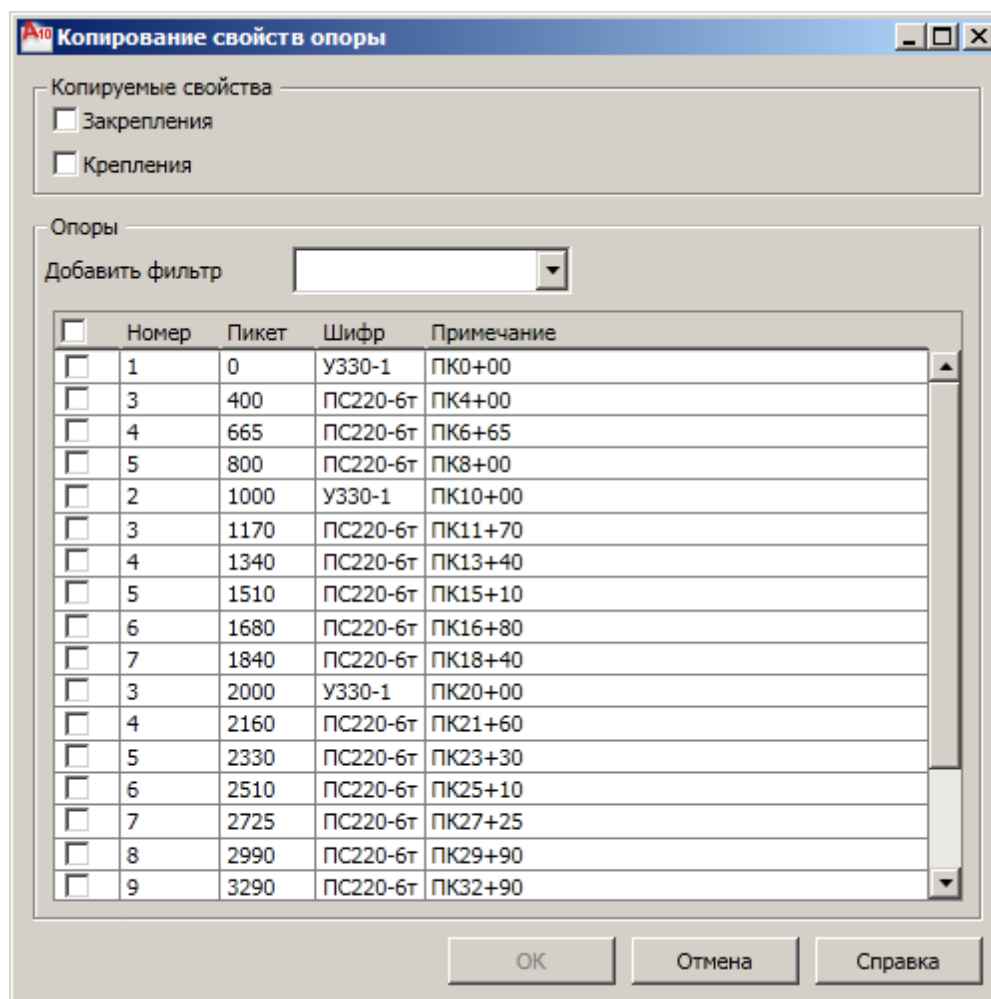 A10 Копирование свойств опоры
Копируемые свойства
Закрепления
Крепления
Опоры
Добавить фильтр
Номер Пикет Шифр Примечание
1 0 У330-1 ПК0+00
3 400 ПС220-6т ПК4+00
4 665 ПС220-6т ПК6+65
5 800 ПС220-6т ПК8+00
2 1000 У330-1 ПК10+00
3 1170 ПС220-6т ПК11+70
4 1340 ПС220-6т ПК13+40
5 1510 ПС220-6т ПК15+10
6 1680 ПС220-6т ПК16+80
7 1840 ПС220-6т ПК18+40
3 2000 У330-1 ПК20+00
4 2160 ПС220-6т ПК21+60
5 2330 ПС220-6т ПК23+30
6 2510 ПС220-6т ПК25+10
7 2725 ПС220-6т ПК27+25
8 2990 ПС220-6т ПК29+90
9 3290 ПС220-6т ПК32+90
ОК Отмена Справка